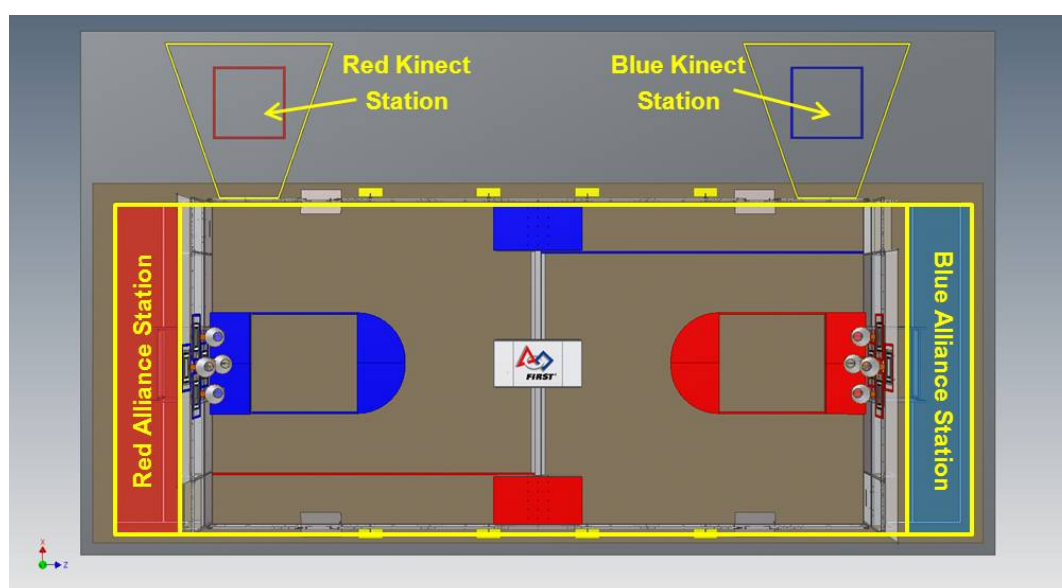 Red Kinect
Station
Blue Kinect
Station
Red Alliance Station
Blue Alliance Station
FIRST
X
Z